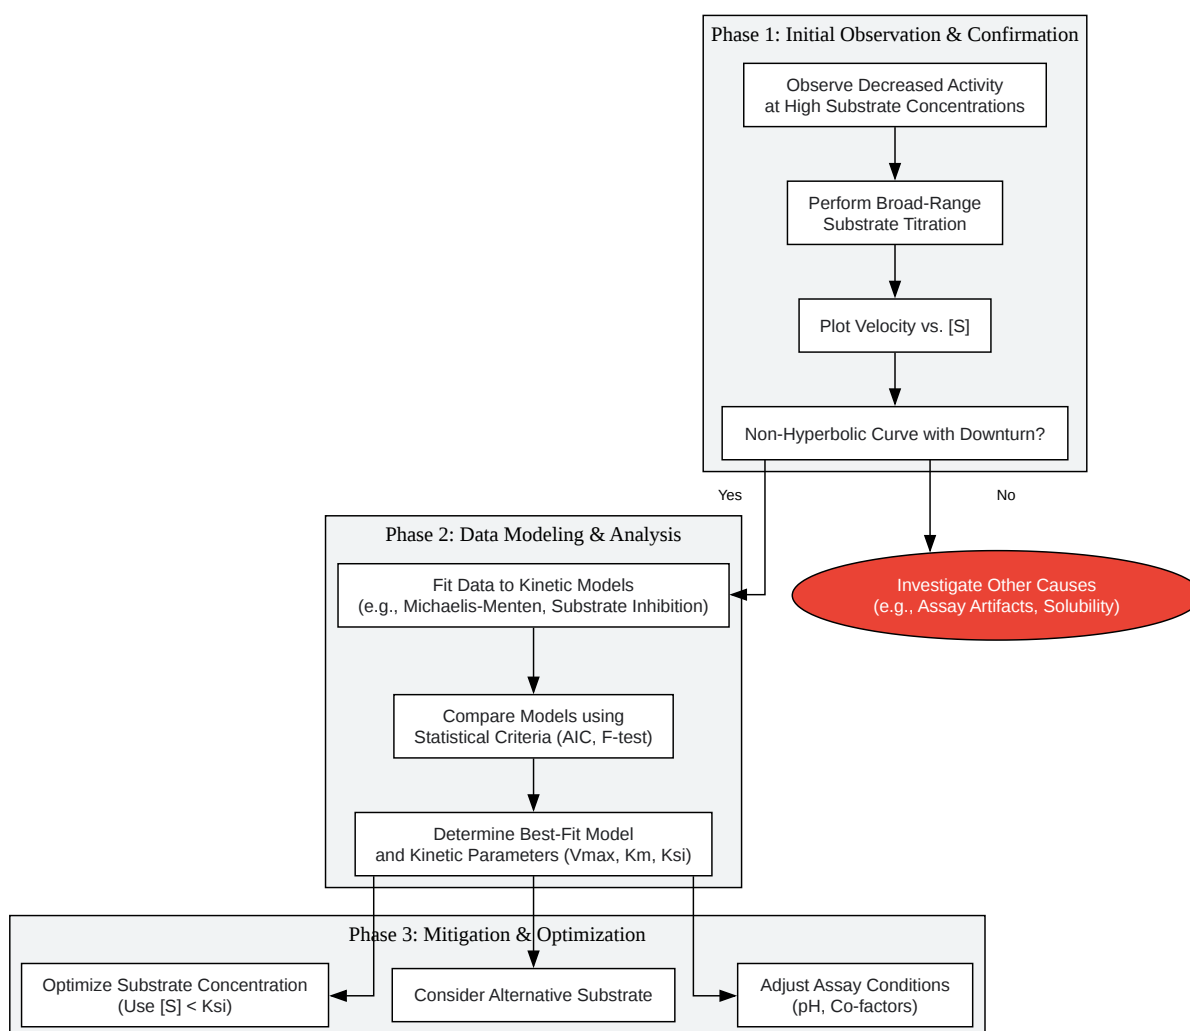 Phase 1: Initial Observation & Confirmation
Observe Decreased Activity
at High Substrate Concentrations
Perform Broad-Range
Substrate Titration
Plot Velocity vs. [S]
Non-Hyperbolic Curve with Downturn?
Yes
No
Phase 2: Data Modeling & Analysis
Fit Data to Kinetic Models
(e.g., Michaelis-Menten, Substrate Inhibition)
Investigate Other Causes
(e.g., Assay Artifacts, Solubility)
Compare Models using
Statistical Criteria (AIC, F-test)
Determine Best-Fit Model
and Kinetic Parameters (Vmax, Km, Ksi)
Phase 3: Mitigation & Optimization
Optimize Substrate Concentration
(Use [S] < Ksi)
Consider Alternative Substrate
Adjust Assay Conditions
(pH, Co-factors)